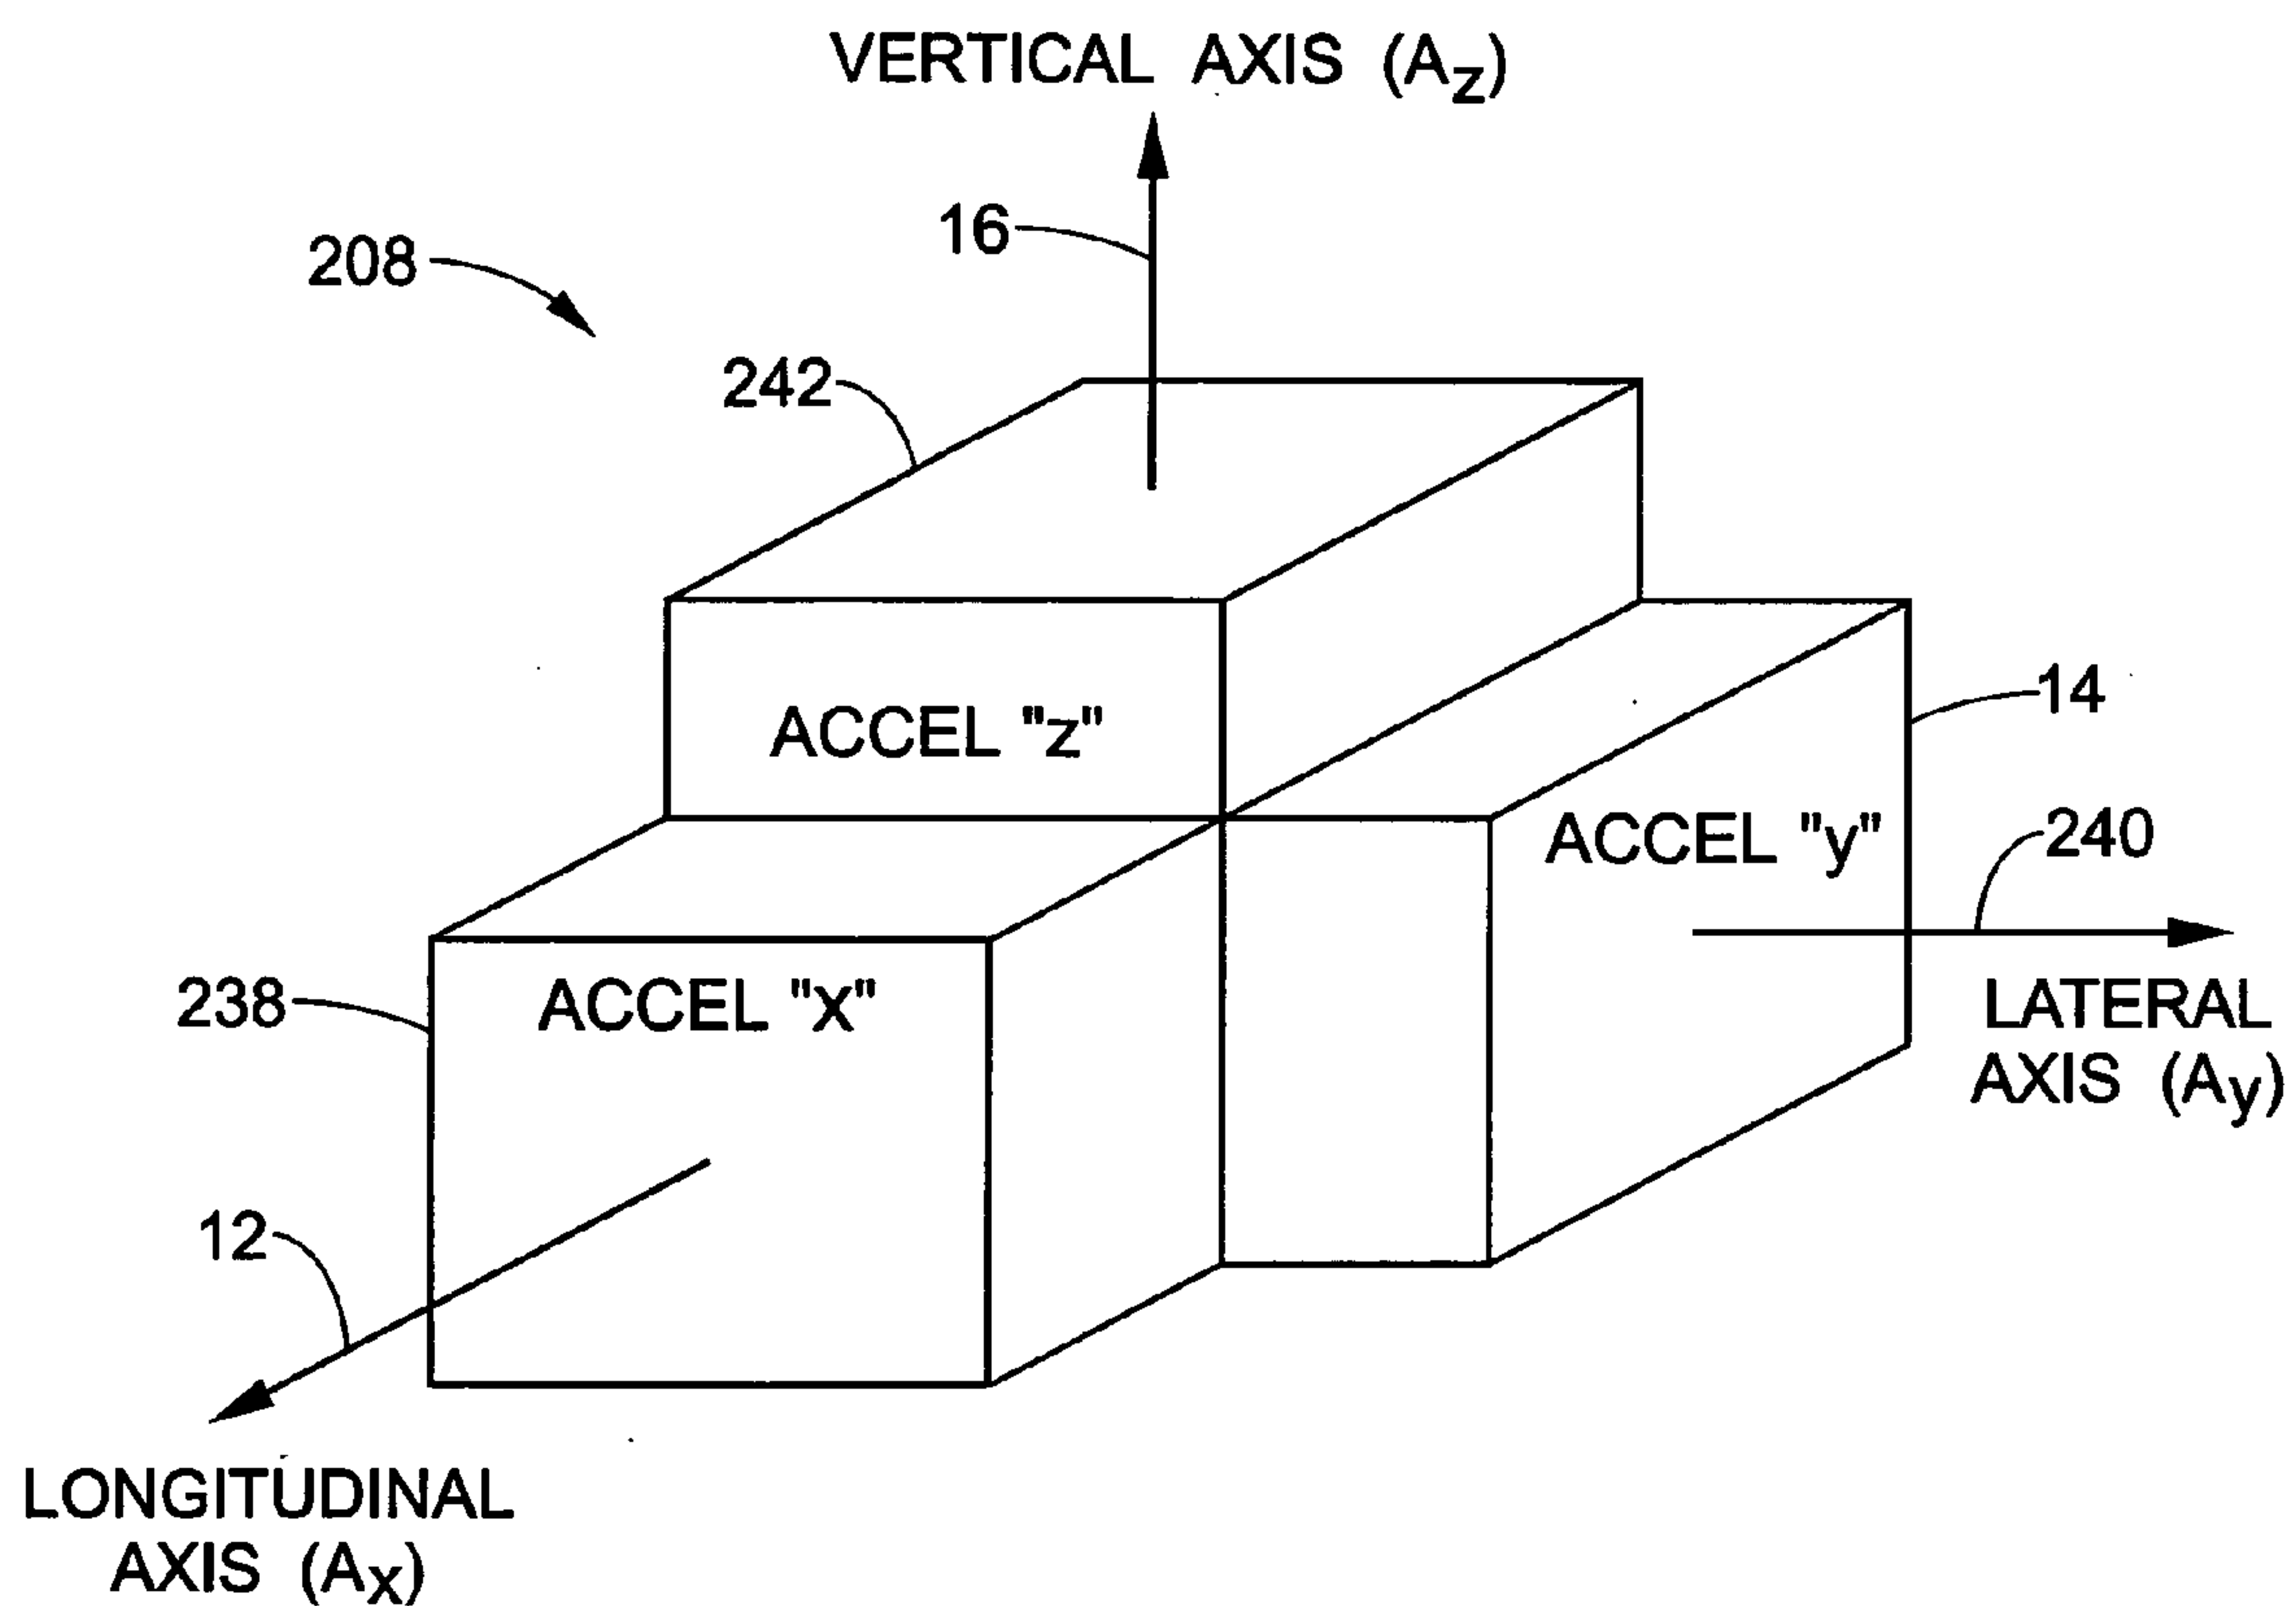 VERTICAL AXIS (Az)
16
208
242
14
ACCEL "z"
ACCEL "y"
240
238
ACCEL "x"
LATERAL
AXIS (Ay)
12
LONGITUDINAL
AXIS (Ax)